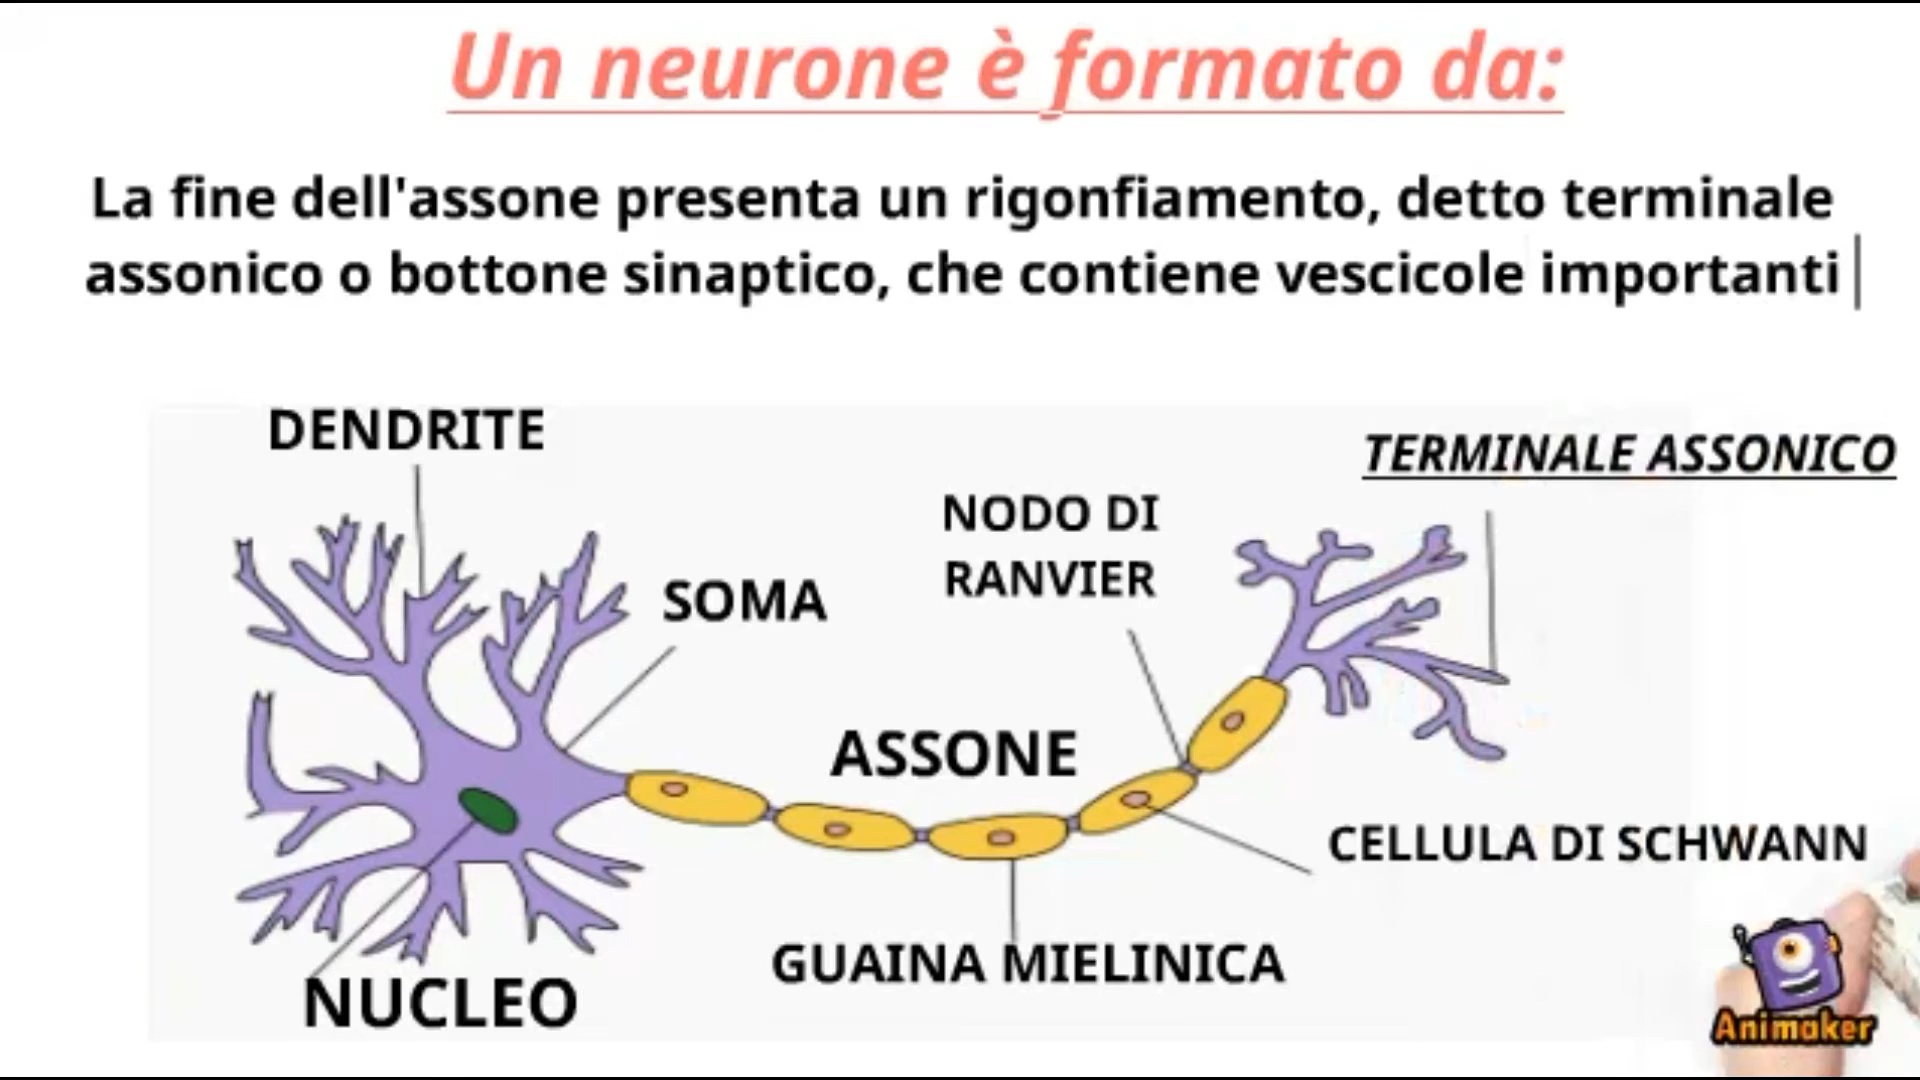 Un neurone è formato da:
La fine dell'assone presenta un rigonfiamento, detto terminale
assonico o bottone sinaptico, che contiene vescicole importanti
DENDRITE
TERMINALE ASSONICO
NODO DI
RANVIER
SOMA
ASSONE
CELLULA DI SCHWANN
GUAINA MIELINICA
NUCLEO
Animaker